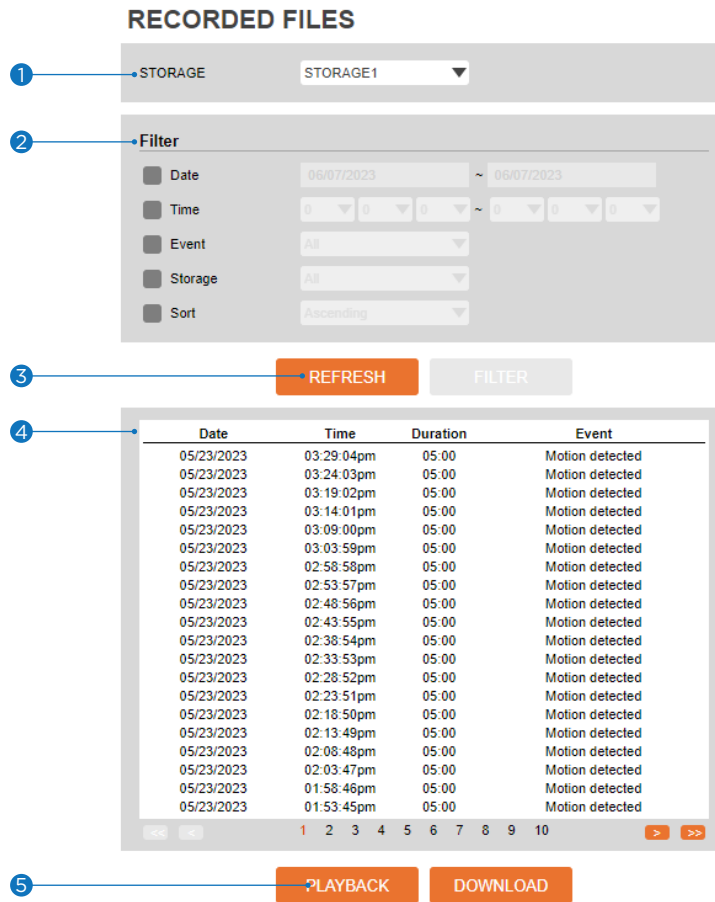 RECORDED FILES
1 STORAGE STORAGE1
2 Filter
Date 06/07/2023 ~ 06/07/2023
Time 0 0 0 ~ 0 0 0
Event All
Storage All
Sort Ascending
3 REFRESH FILTER
4 Date Time Duration Event
05/23/2023 03:29:04pm 05:00 Motion detected
05/23/2023 03:24:03pm 05:00 Motion detected
05/23/2023 03:19:02pm 05:00 Motion detected
05/23/2023 03:14:01pm 05:00 Motion detected
05/23/2023 03:09:00pm 05:00 Motion detected
05/23/2023 03:03:59pm 05:00 Motion detected
05/23/2023 02:58:58pm 05:00 Motion detected
05/23/2023 02:53:57pm 05:00 Motion detected
05/23/2023 02:48:56pm 05:00 Motion detected
05/23/2023 02:43:55pm 05:00 Motion detected
05/23/2023 02:38:54pm 05:00 Motion detected
05/23/2023 02:33:53pm 05:00 Motion detected
05/23/2023 02:28:52pm 05:00 Motion detected
05/23/2023 02:23:51pm 05:00 Motion detected
05/23/2023 02:18:50pm 05:00 Motion detected
05/23/2023 02:13:49pm 05:00 Motion detected
05/23/2023 02:08:48pm 05:00 Motion detected
05/23/2023 02:03:47pm 05:00 Motion detected
05/23/2023 01:58:46pm 05:00 Motion detected
05/23/2023 01:53:45pm 05:00 Motion detected
<< < 1 2 3 4 5 6 7 8 9 10 > >>
5 PLAYBACK DOWNLOAD